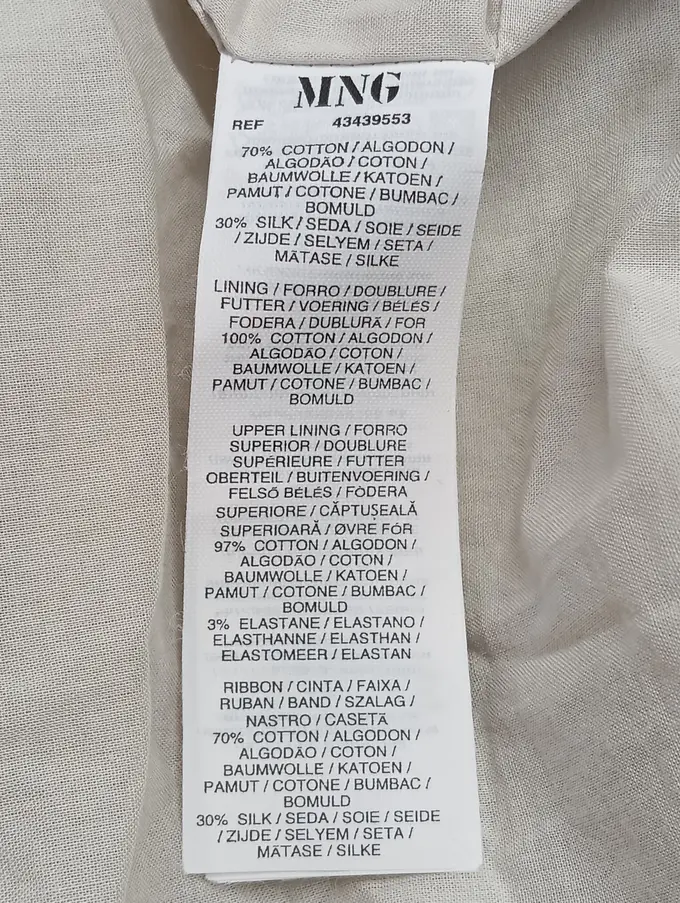 MNG
REF 43439553
70% COTTON / ALGODON /
ALGODÃO / COTON /
BAUMWOLLE / KATOEN /
PAMUT / COTONE / BUMBAC /
BOMULD
30% SILK / SEDA / SOIE / SEIDE
/ ZIJDE / SELYEM / SETA /
MĂTASE / SILKE
LINING / FORRO / DOUBLURE /
FUTTER / VOERING / BÉLÉS /
FODERA / DUBLURĂ / FOR
100% COTTON / ALGODON /
ALGODÃO / COTON /
BAUMWOLLE / KATOEN /
PAMUT / COTONE / BUMBAC /
BOMULD
UPPER LINING / FORRO
SUPERIOR / DOUBLURE
SUPÉRIEURE / FUTTER
OBERTEIL / BUITENVOERING /
FELSŐ BÉLÉS / FODERA
SUPERIORE / CĂPTUȘEALĂ
SUPERIOARĂ / ØVRE FÓR
97% COTTON / ALGODON /
ALGODÃO / COTON /
BAUMWOLLE / KATOEN /
PAMUT / COTONE / BUMBAC /
BOMULD
3% ELASTANE / ELASTANO /
ELASTHANNE / ELASTHAN /
ELASTOMEER / ELASTAN
RIBBON / CINTA / FAIXA /
RUBAN / BAND / SZALAG /
NASTRO / CASETĂ
70% COTTON / ALGODON /
ALGODÃO / COTON /
BAUMWOLLE / KATOEN /
PAMUT / COTONE / BUMBAC /
BOMULD
30% SILK / SEDA / SOIE / SEIDE
/ ZIJDE / SELYEM / SETA /
MĂTASE / SILKE